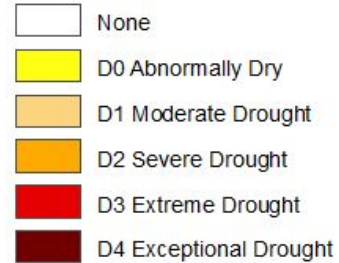 None
D0 Abnormally Dry
D1 Moderate Drought
D2 Severe Drought
D3 Extreme Drought
D4 Exceptional Drought